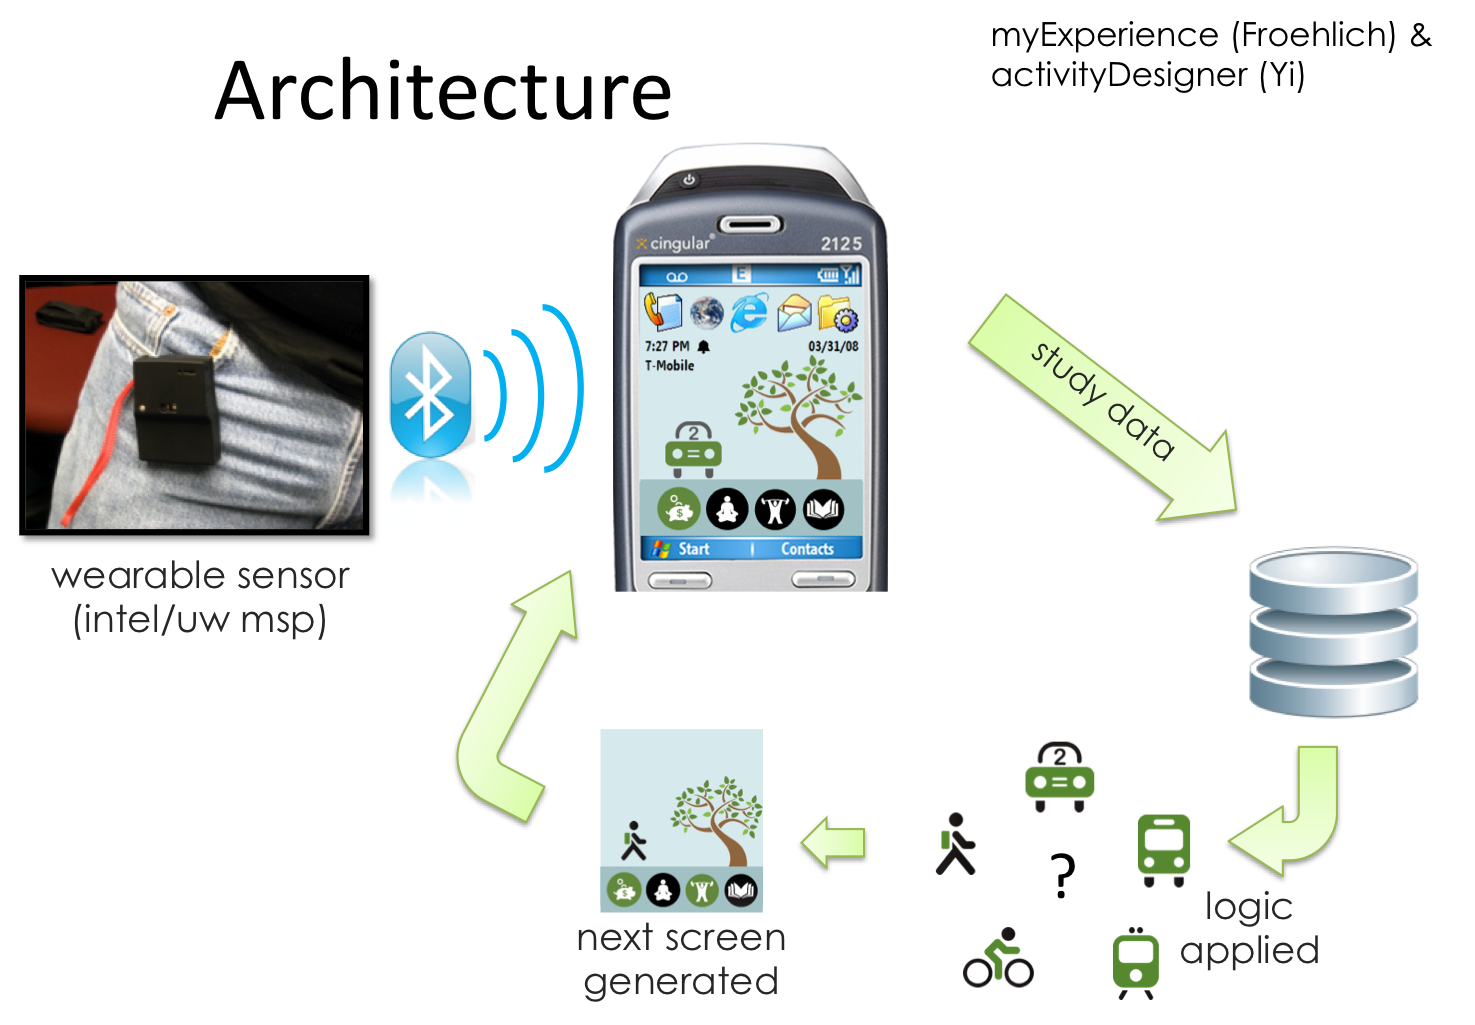 myExperience (Froehlich) &
activityDesigner (Yi)
Architecture
cingular® 2125
E
7:27 PM 03/31/08
T-Mobile
2
$
Start Contacts
study data
wearable sensor
(intel/uw msp)
2
?
$
logic
applied
next screen
generated